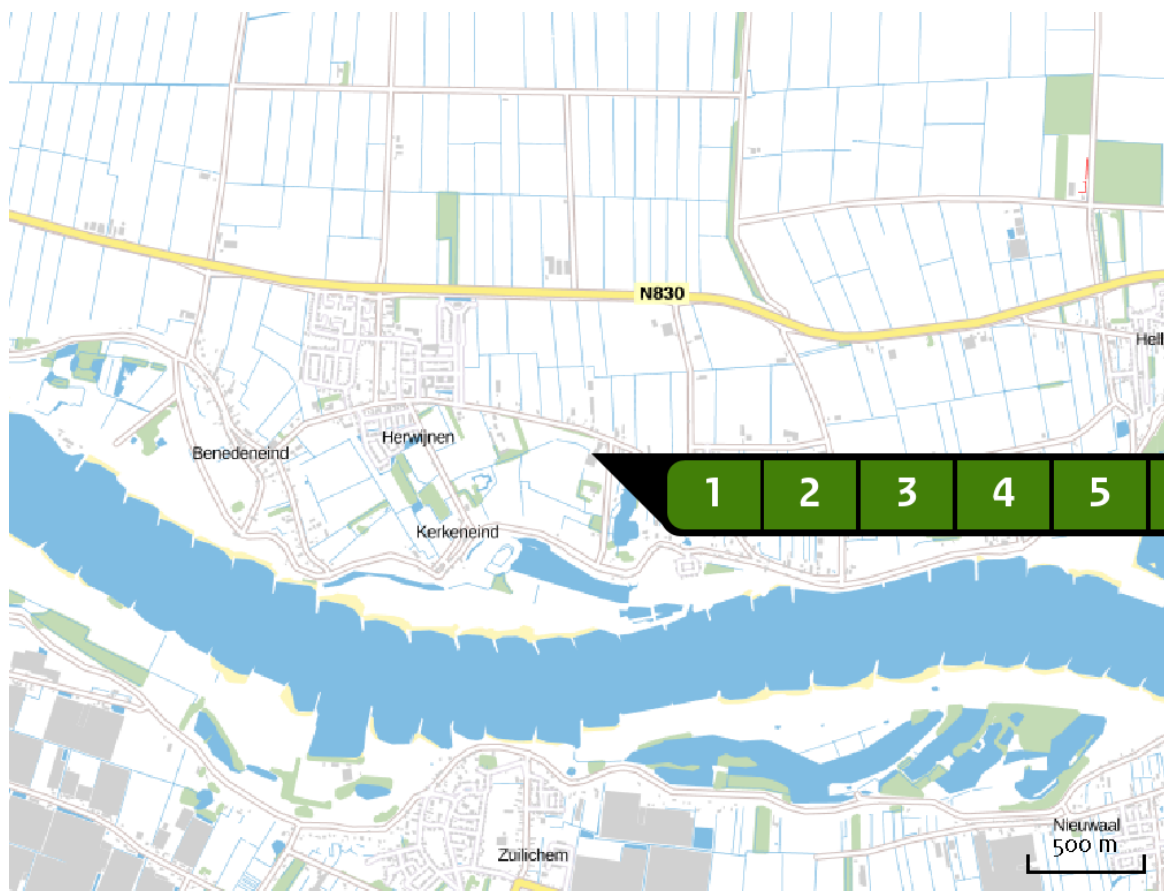 N830
Hell
Herwijnen
Benedeneind
1 2 3 4 5
Kerkeneind
Nieuwaal
500 m
Zuilichem